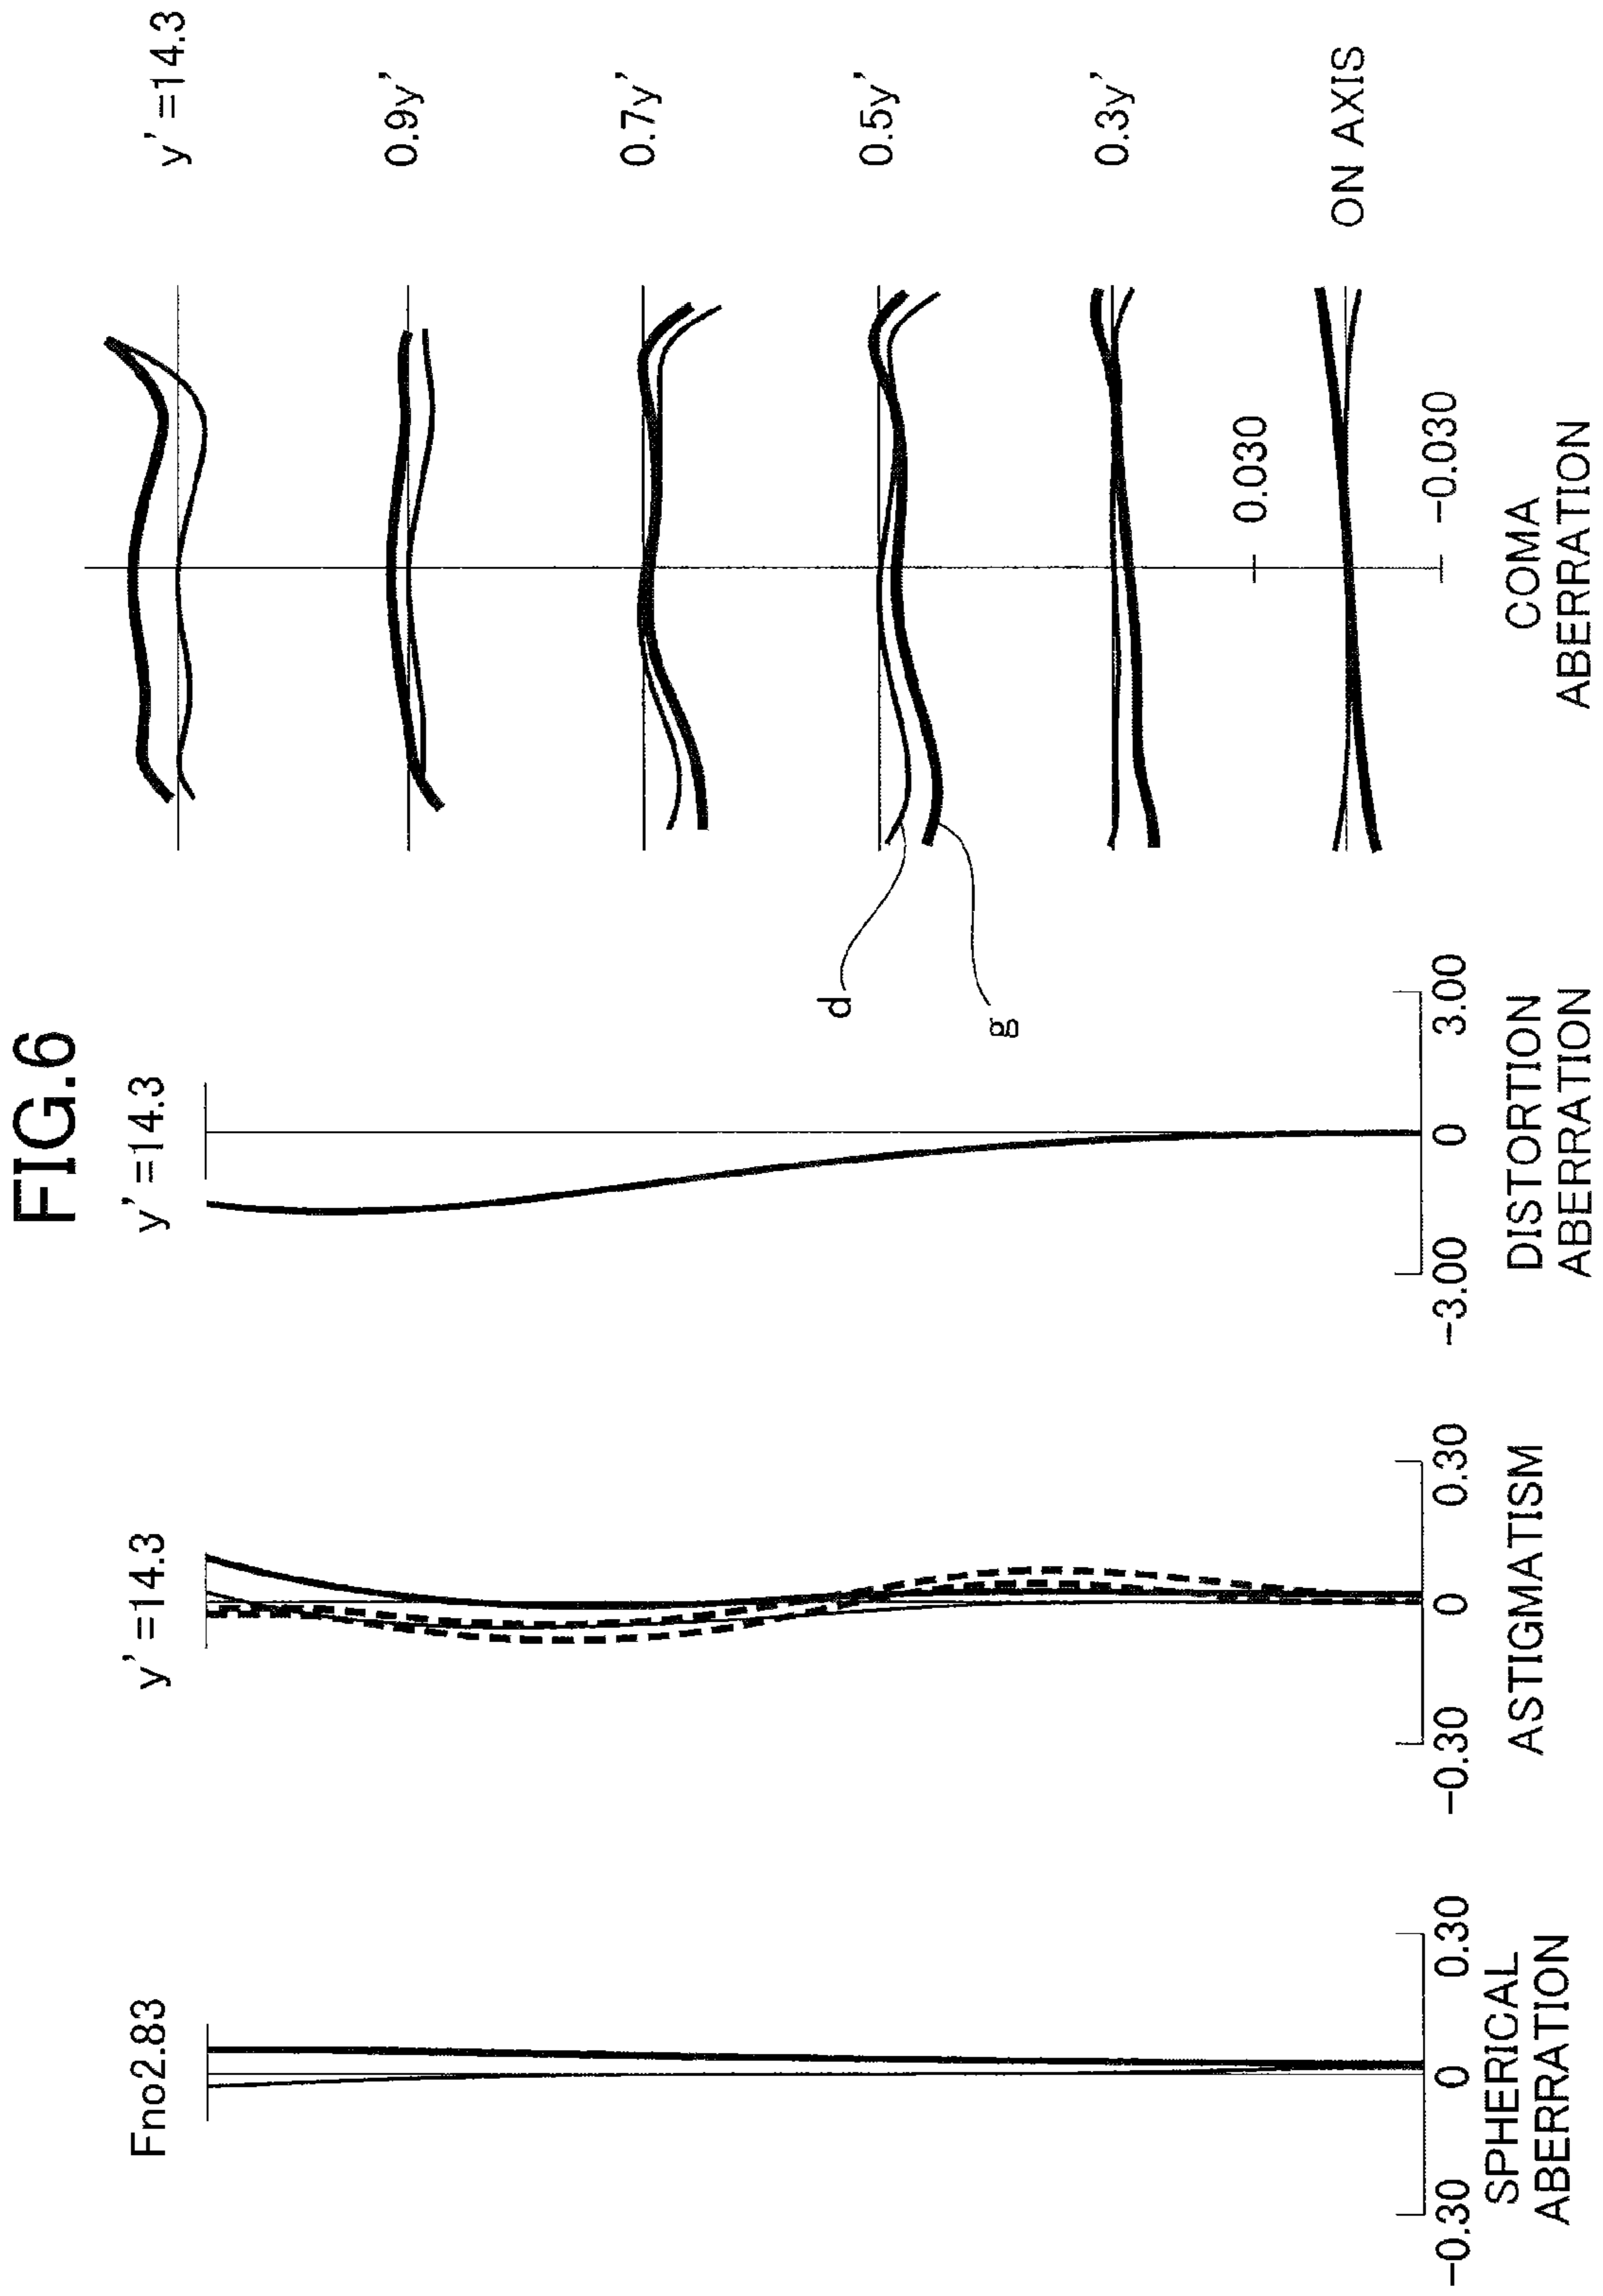 FIG.6
Fno2.83
-0.30 0 0.30
SPHERICAL
ABERRATION
y'=14.3
-0.30 0 0.30
ASTIGMATISM
y'=14.3
-3.00 0 3.00
DISTORTION
ABERRATION
d
g
y'=14.3
0.9y'
0.7y'
0.5y'
0.3y'
0.030
ON AXIS
-0.030
COMA
ABERRATION